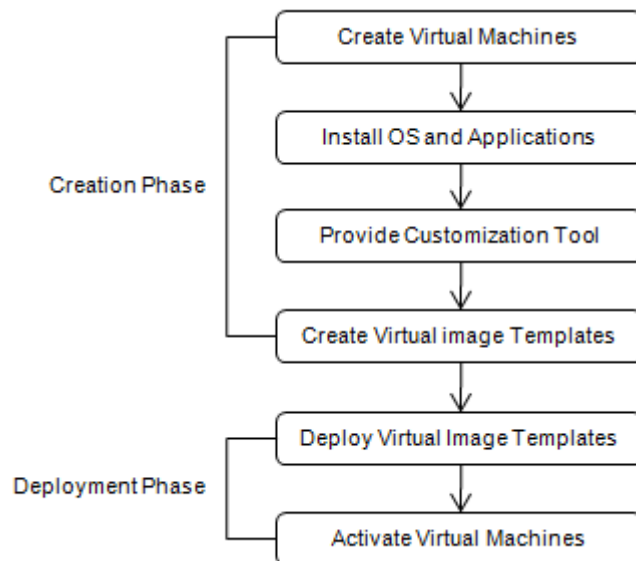 Create Virtual Machines
Install OS and Applications
Creation Phase
Provide Customization Tool
Create Virtual image Templates
Deploy Virtual Image Templates
Deployment Phase
Activate Virtual Machines